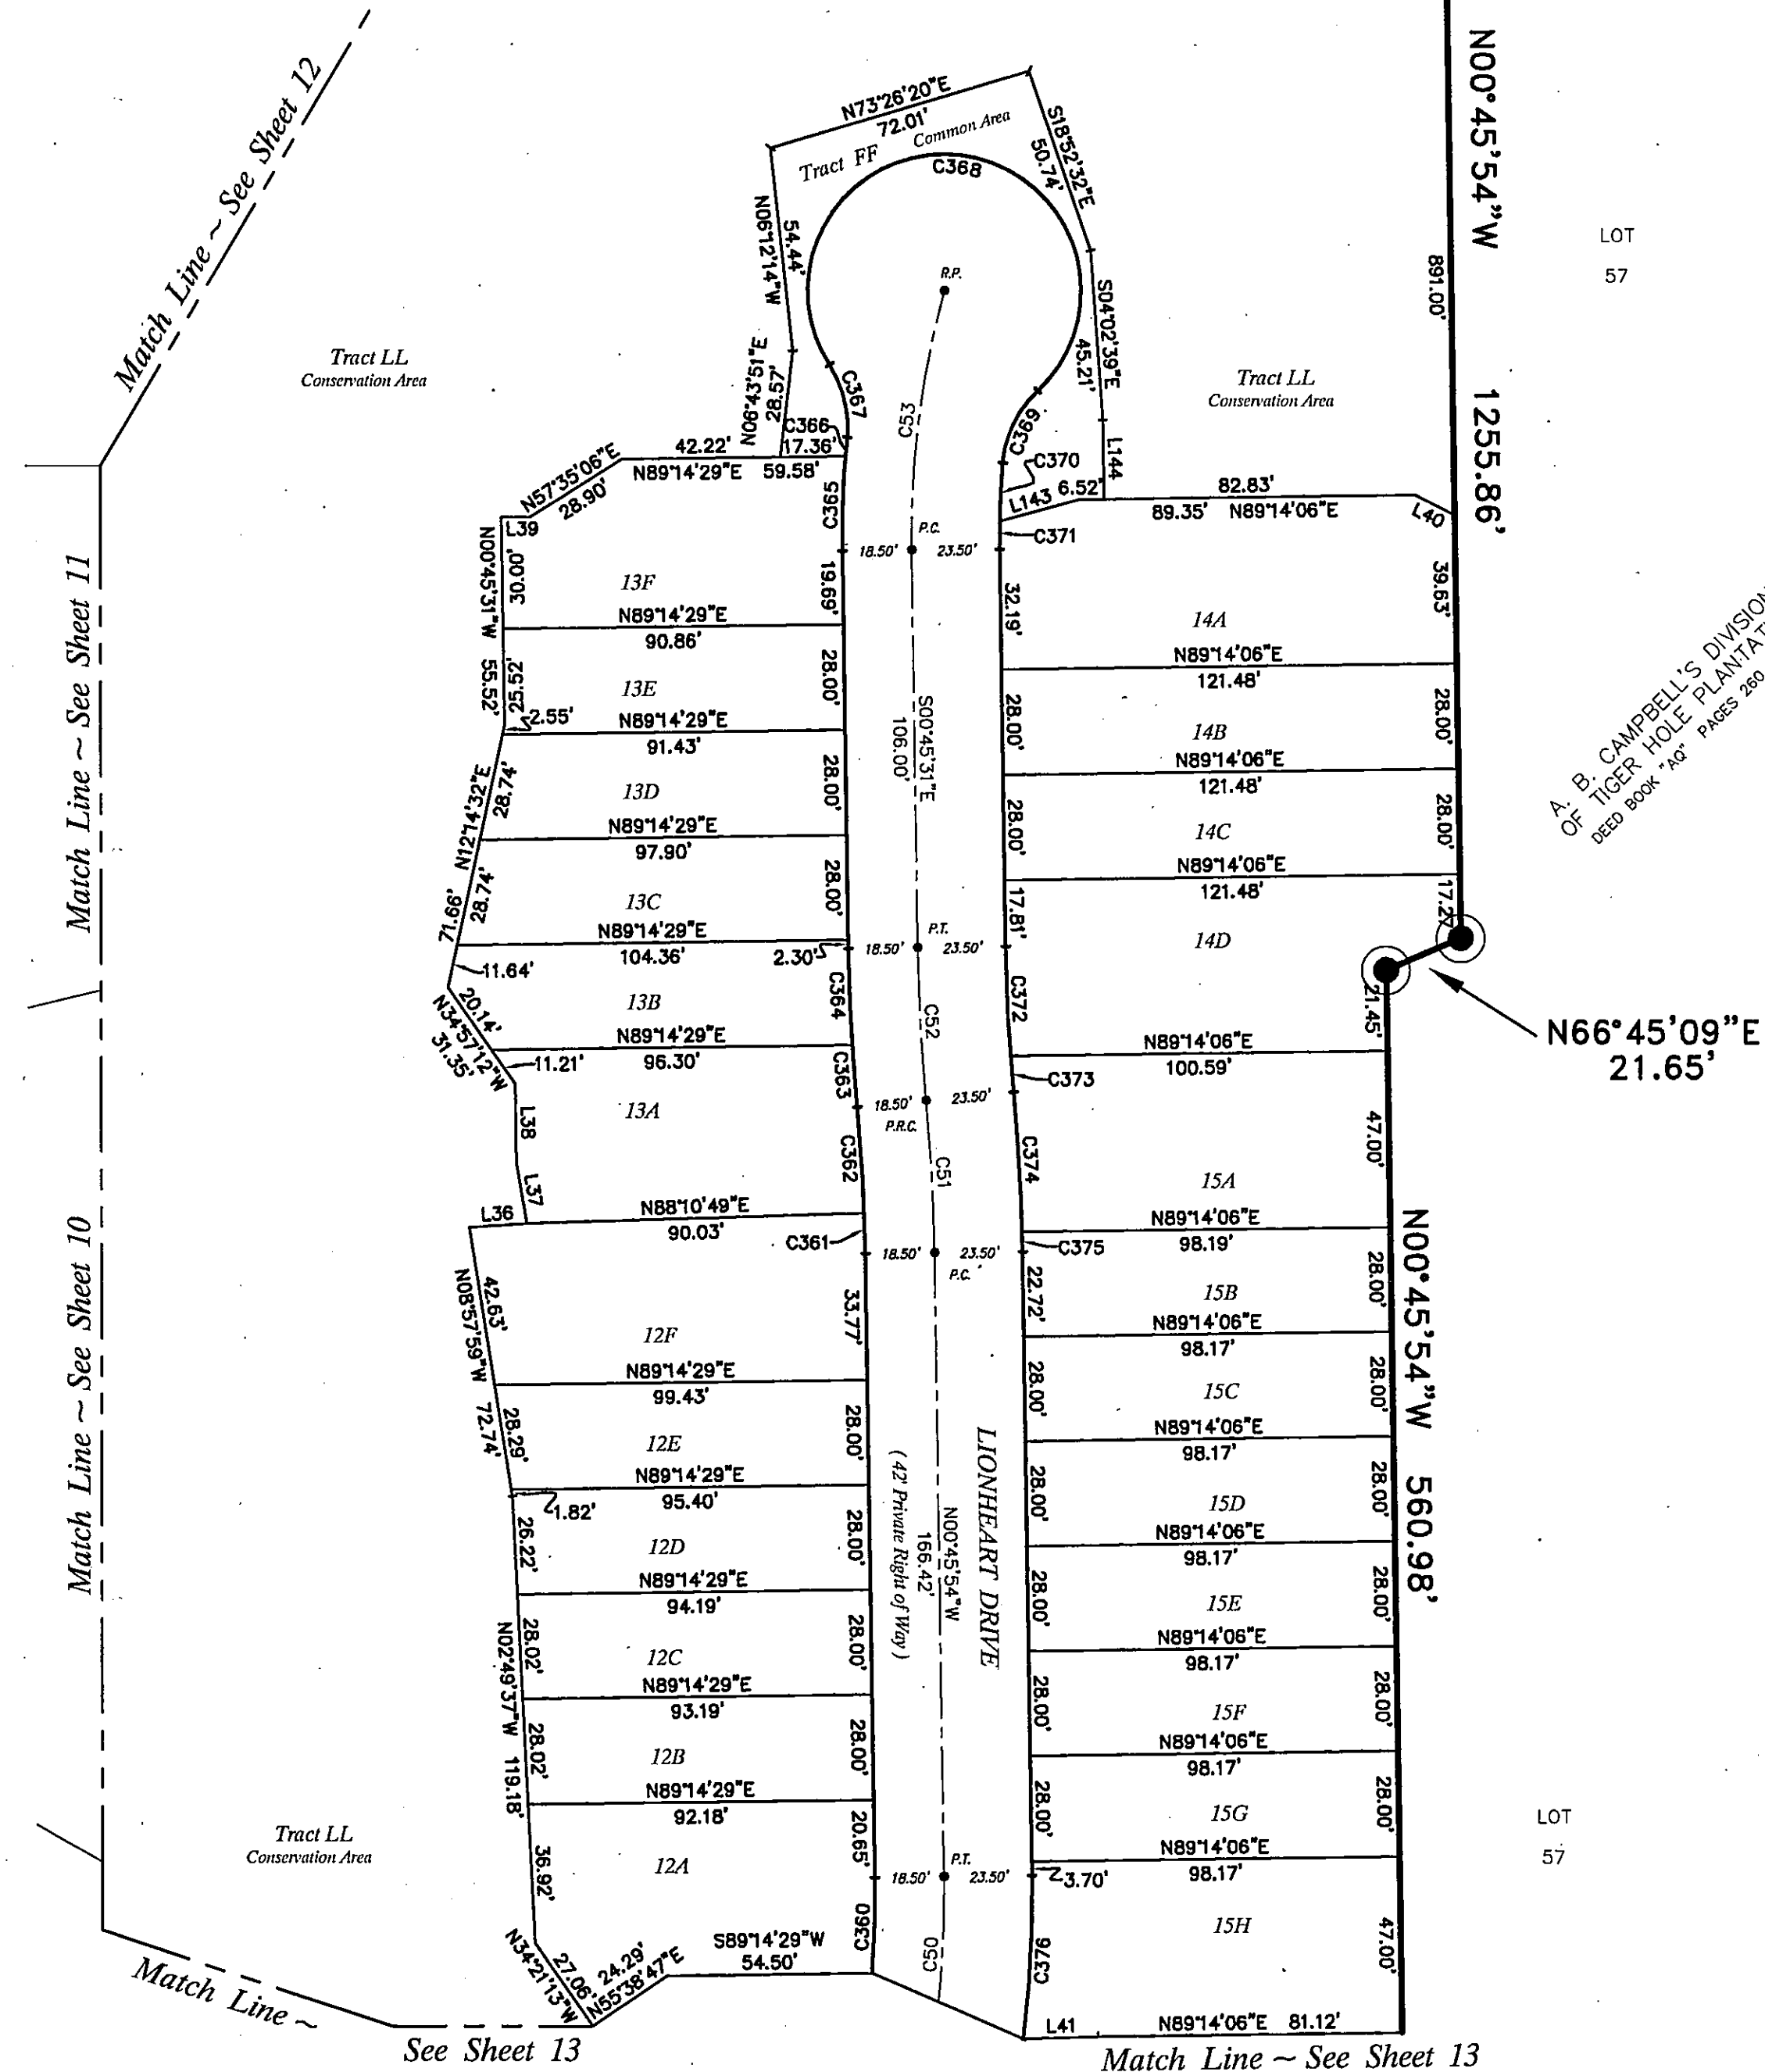 Match Line ~ See Sheet 12
N73°26'20"E
72.01'
Tract FF
Common Area
S18°52'32"E
50.74'
C368
N06°12'14"W
54.44'
R.P.
S04°02'39"E
45.21'
N06°43'51"E
28.57'
C367
C366
17.36'
C53
C369
C370
L144
L143
6.52'
C371
Tract LL
Conservation Area
Tract LL
Conservation Area
N00°45'54"W 1255.86'
891.00'
LOT
57
42.22'
N89°14'29"E 59.58'
N57°35'06"E
28.90'
L39
C365
82.83'
89.35' N89°14'06"E
L40
P.C.
18.50' 23.50'
N00°45'31"W 55.52'
30.00'
13F
19.69'
N89°14'29"E
90.86'
25.52'
13E
28.00'
2.55'
N89°14'29"E
91.43'
N12°14'32"E
71.66'
28.74'
13D
28.00'
N89°14'29"E
97.90'
28.74'
13C
28.00'
N89°14'29"E
104.36'
2.30'
11.64'
20.14'
N34°57'12"W
31.35'
13B
C364
N89°14'29"E
96.30'
11.21'
C363
13A
L38
L37
C362
S00°45'31"E
106.00'
P.T.
18.50' 23.50'
C52
18.50' 23.50'
P.R.C.
C51
32.19'
14A
39.63'
N89°14'06"E
121.48'
28.00'
14B
28.00'
N89°14'06"E
121.48'
28.00'
14C
28.00'
N89°14'06"E
121.48'
17.81'
14D
17.27'
C372
21.45'
N89°14'06"E
100.59'
C373
C374
47.00'
15A
N66°45'09"E
21.65'
A. B. CAMPBELL'S DIVISION
OF TIGER HOLE
DEED BOOK "AQ" PAGES 260
Match Line ~ See Sheet 11
L36
N88°10'49"E
90.03'
C361
18.50' 23.50'
P.C.
N89°14'06"E
98.19'
C375
N08°57'59"W
72.74'
42.63'
12F
33.77'
N89°14'29"E
99.43'
28.29'
12E
28.00'
N89°14'29"E
95.40'
1.82'
26.22'
12D
28.00'
N89°14'29"E
94.19'
28.02'
12C
28.00'
N89°14'29"E
93.19'
N02°49'37"W 119.18'
28.02'
12B
28.00'
N89°14'29"E
92.18'
36.92'
12A
20.65'
C360
S89°14'29"W
54.50'
24.29'
N55°38'47"E
27.06'
N34°21'13"W
LIONHEART DRIVE
( 42' Private Right of Way )
N00°45'54"W
166.42'
P.T.
18.50' 23.50'
C50
22.72'
15B
28.00'
N89°14'06"E
98.17'
28.00'
15C
28.00'
N89°14'06"E
98.17'
28.00'
15D
28.00'
N89°14'06"E
98.17'
28.00'
15E
28.00'
N89°14'06"E
98.17'
28.00'
15F
28.00'
N89°14'06"E
98.17'
28.00'
15G
28.00'
N89°14'06"E
98.17'
3.70'
15H
47.00'
C376
L41
N89°14'06"E 81.12'
N00°45'54"W 560.98'
LOT
57
Match Line ~ See Sheet 10
Tract LL
Conservation Area
Match Line ~
See Sheet 13
Match Line ~ See Sheet 13